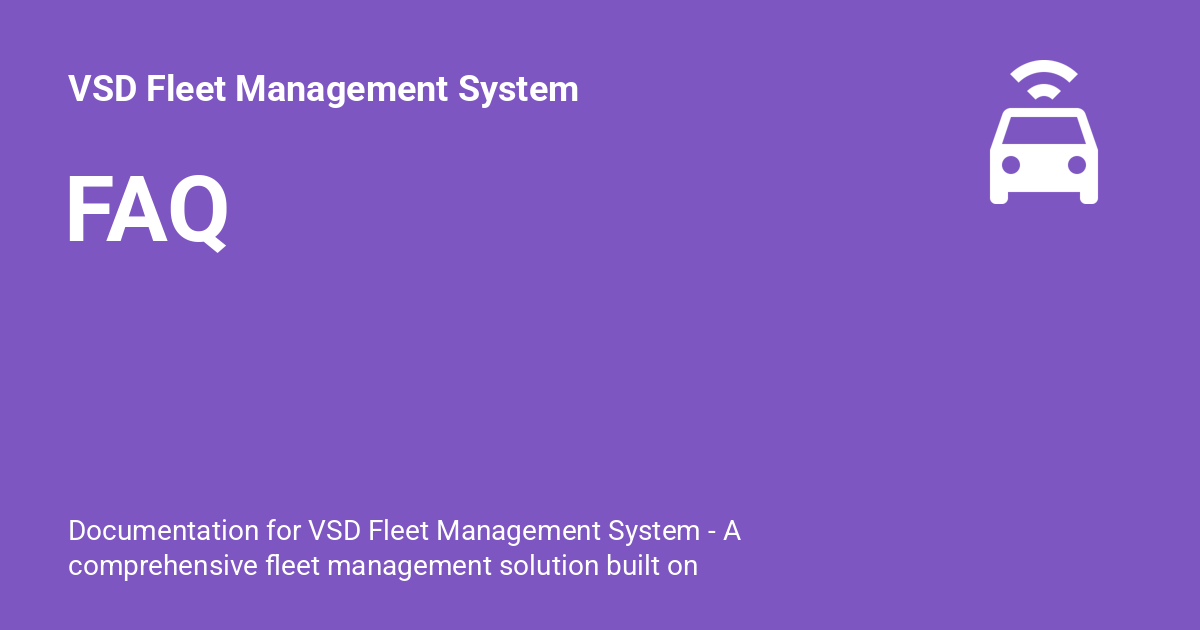 VSD Fleet Management System
FAQ
Documentation for VSD Fleet Management System - A
comprehensive fleet management solution built on